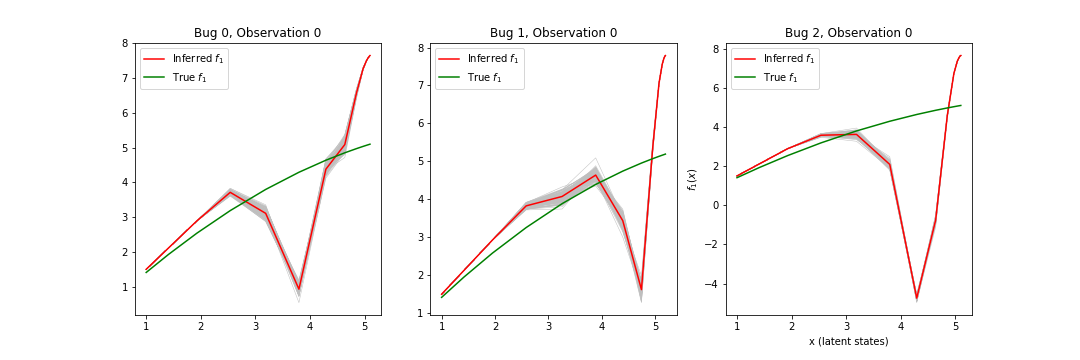 Bug 0, Observation 0
Inferred f₁
True f₁
8
7
6
5
4
3
2
1
1 2 3 4 5
Bug 1, Observation 0
Inferred f₁
True f₁
8
7
6
5
4
3
2
1
1 2 3 4 5
Bug 2, Observation 0
Inferred f₁
True f₁
f₁(x)
8
6
4
2
0
−2
−4
1 2 3 4 5
x (latent states)